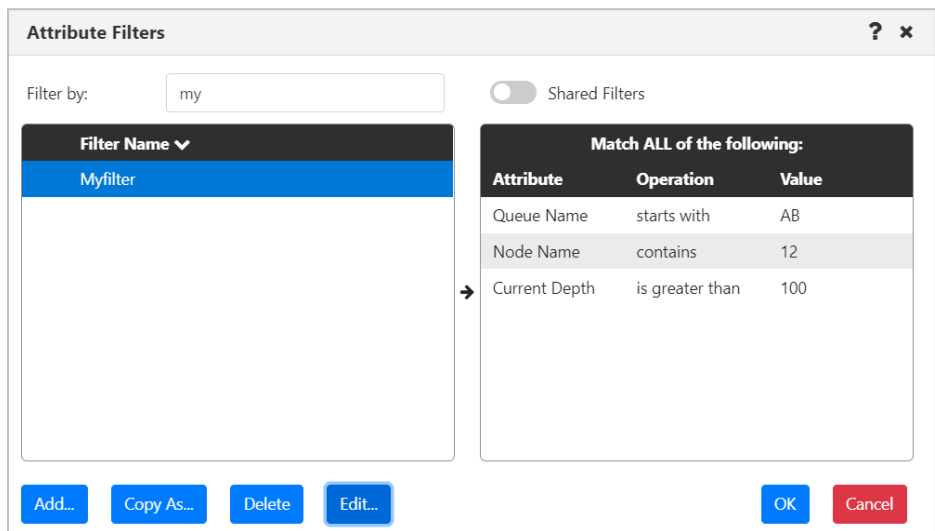 Attribute Filters ? ×
Filter by: my Shared Filters
Filter Name
Myfilter
Match ALL of the following:
Attribute Operation Value
Queue Name starts with AB
Node Name contains 12
Current Depth is greater than 100
Add... Copy As... Delete Edit... OK Cancel